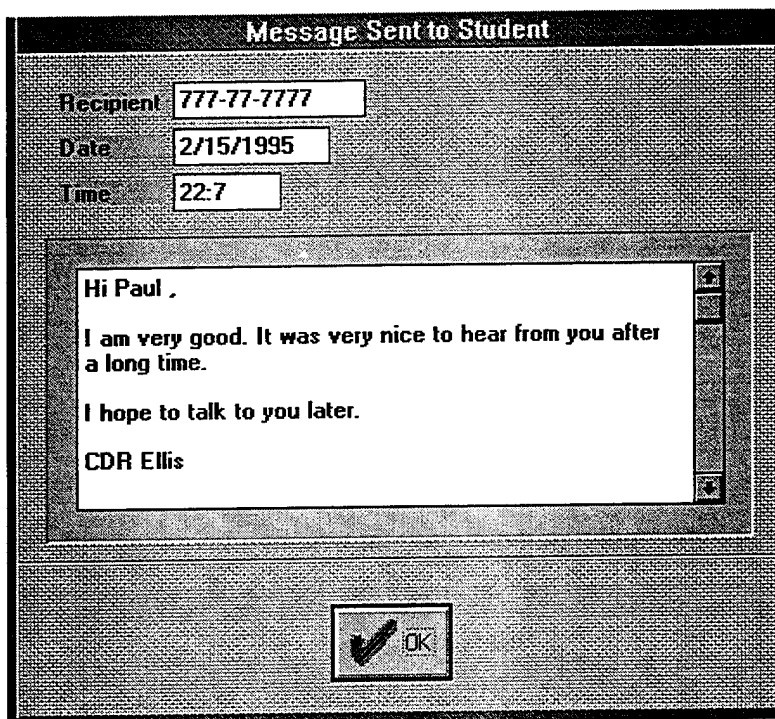 Message Sent to Student
Recipient 777-77-7777
Date 2/15/1995
Time 22:7
Hi Paul ,
I am very good. It was very nice to hear from you after
a long time.
I hope to talk to you later.
CDR Ellis
OK